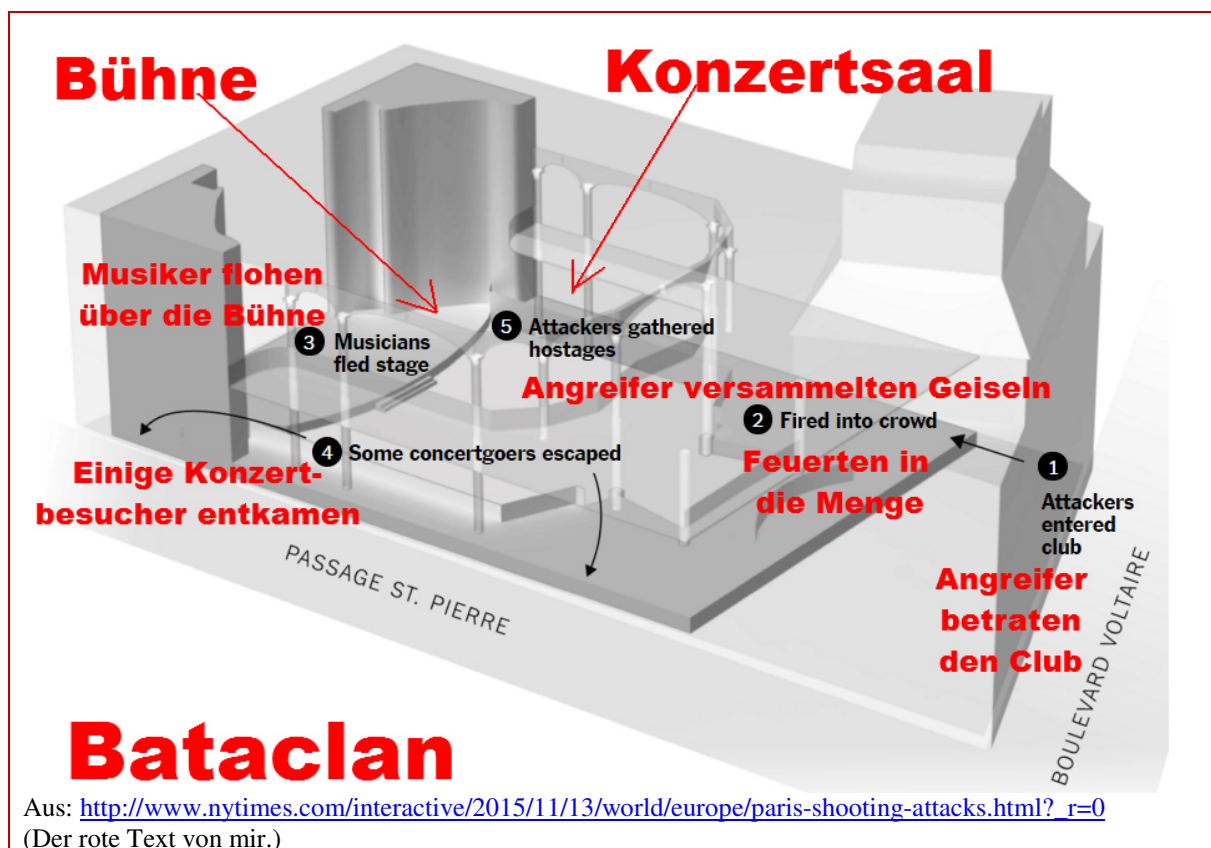 Bühne
Konzertsaal
Musiker flohen
über die Bühne
3 Musicians
fled stage
5 Attackers gathered
hostages
Angreifer versammelten Geiseln
2 Fired into crowd
Feuerten in
die Menge
1
Attackers
entered
club
4 Some concertgoers escaped
Einige Konzert-
besucher entkamen
Angreifer
betraten
den Club
PASSAGE ST. PIERRE
BOULEVARD VOLTAIRE
Bataclan
Aus: http://www.nytimes.com/interactive/2015/11/13/world/europe/paris-shooting-attacks.html?_r=0
(Der rote Text von mir.)